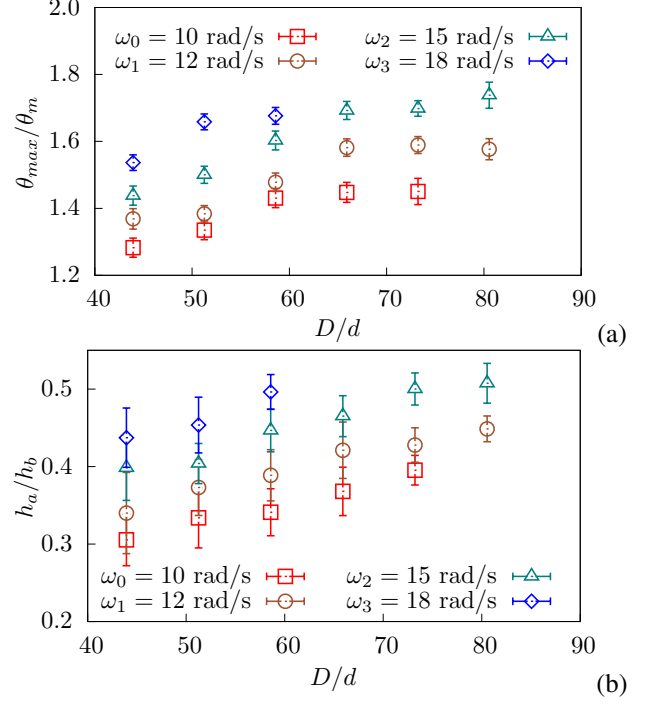 2.0
ω₀ = 10 rad/s ω₂ = 15 rad/s
ω₁ = 12 rad/s ω₃ = 18 rad/s
1.8
1.6
1.4
1.2
θₘₐₓ/θₘ
40 50 60 70 80 90
D/d
(a)
0.5
0.4
0.3
0.2
hₐ/h_b
ω₀ = 10 rad/s ω₂ = 15 rad/s
ω₁ = 12 rad/s ω₃ = 18 rad/s
40 50 60 70 80 90
D/d
(b)